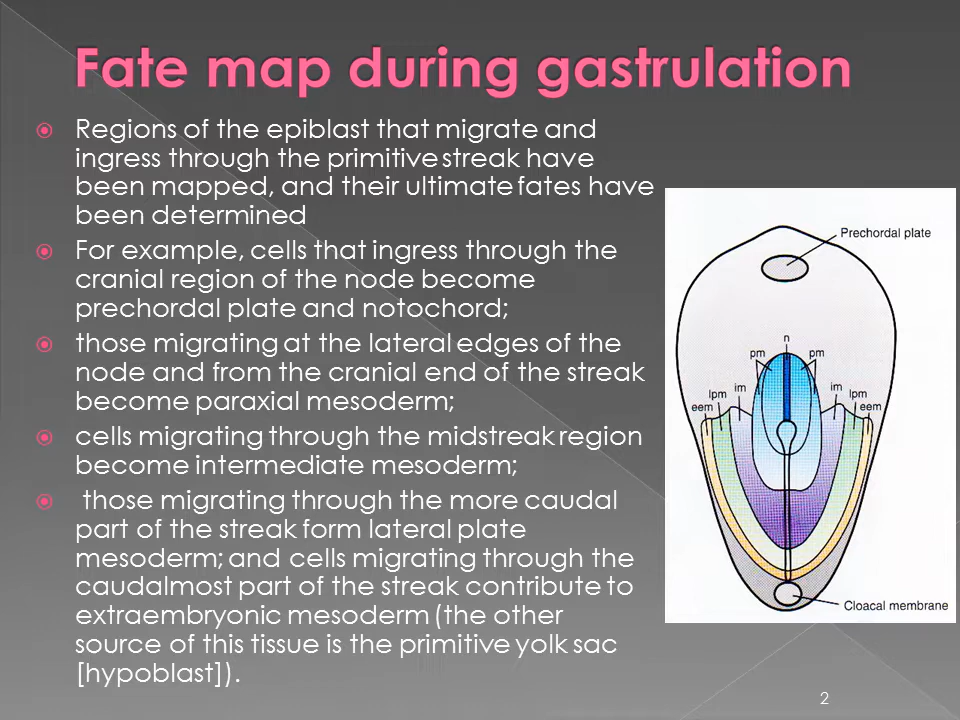 Fate map during gastrulation
Regions of the epiblast that migrate and
ingress through the primitive streak have
been mapped, and their ultimate fates have
been determined
For example, cells that ingress through the
cranial region of the node become
prechordal plate and notochord;
those migrating at the lateral edges of the
node and from the cranial end of the streak
become paraxial mesoderm;
cells migrating through the midstreak region
become intermediate mesoderm;
those migrating through the more caudal
part of the streak form lateral plate
mesoderm; and cells migrating through the
caudalmost part of the streak contribute to
extraembryonic mesoderm (the other
source of this tissue is the primitive yolk sac
[hypoblast]).
Prechordal plate
n
pm pm
im im
lpm lpm
eem eem
Cloacal membrane
2